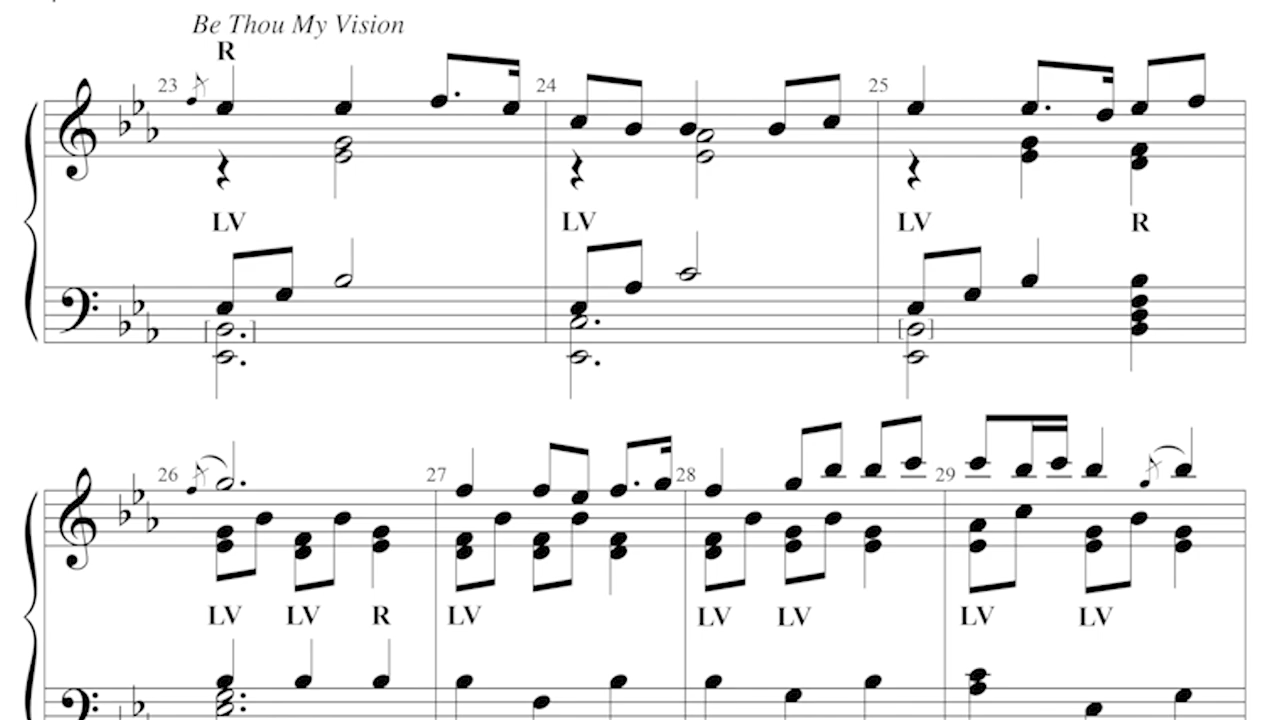 Be Thou My Vision
R
23 24 25
LV LV LV R
26 27 28 29
LV LV R LV LV LV LV LV